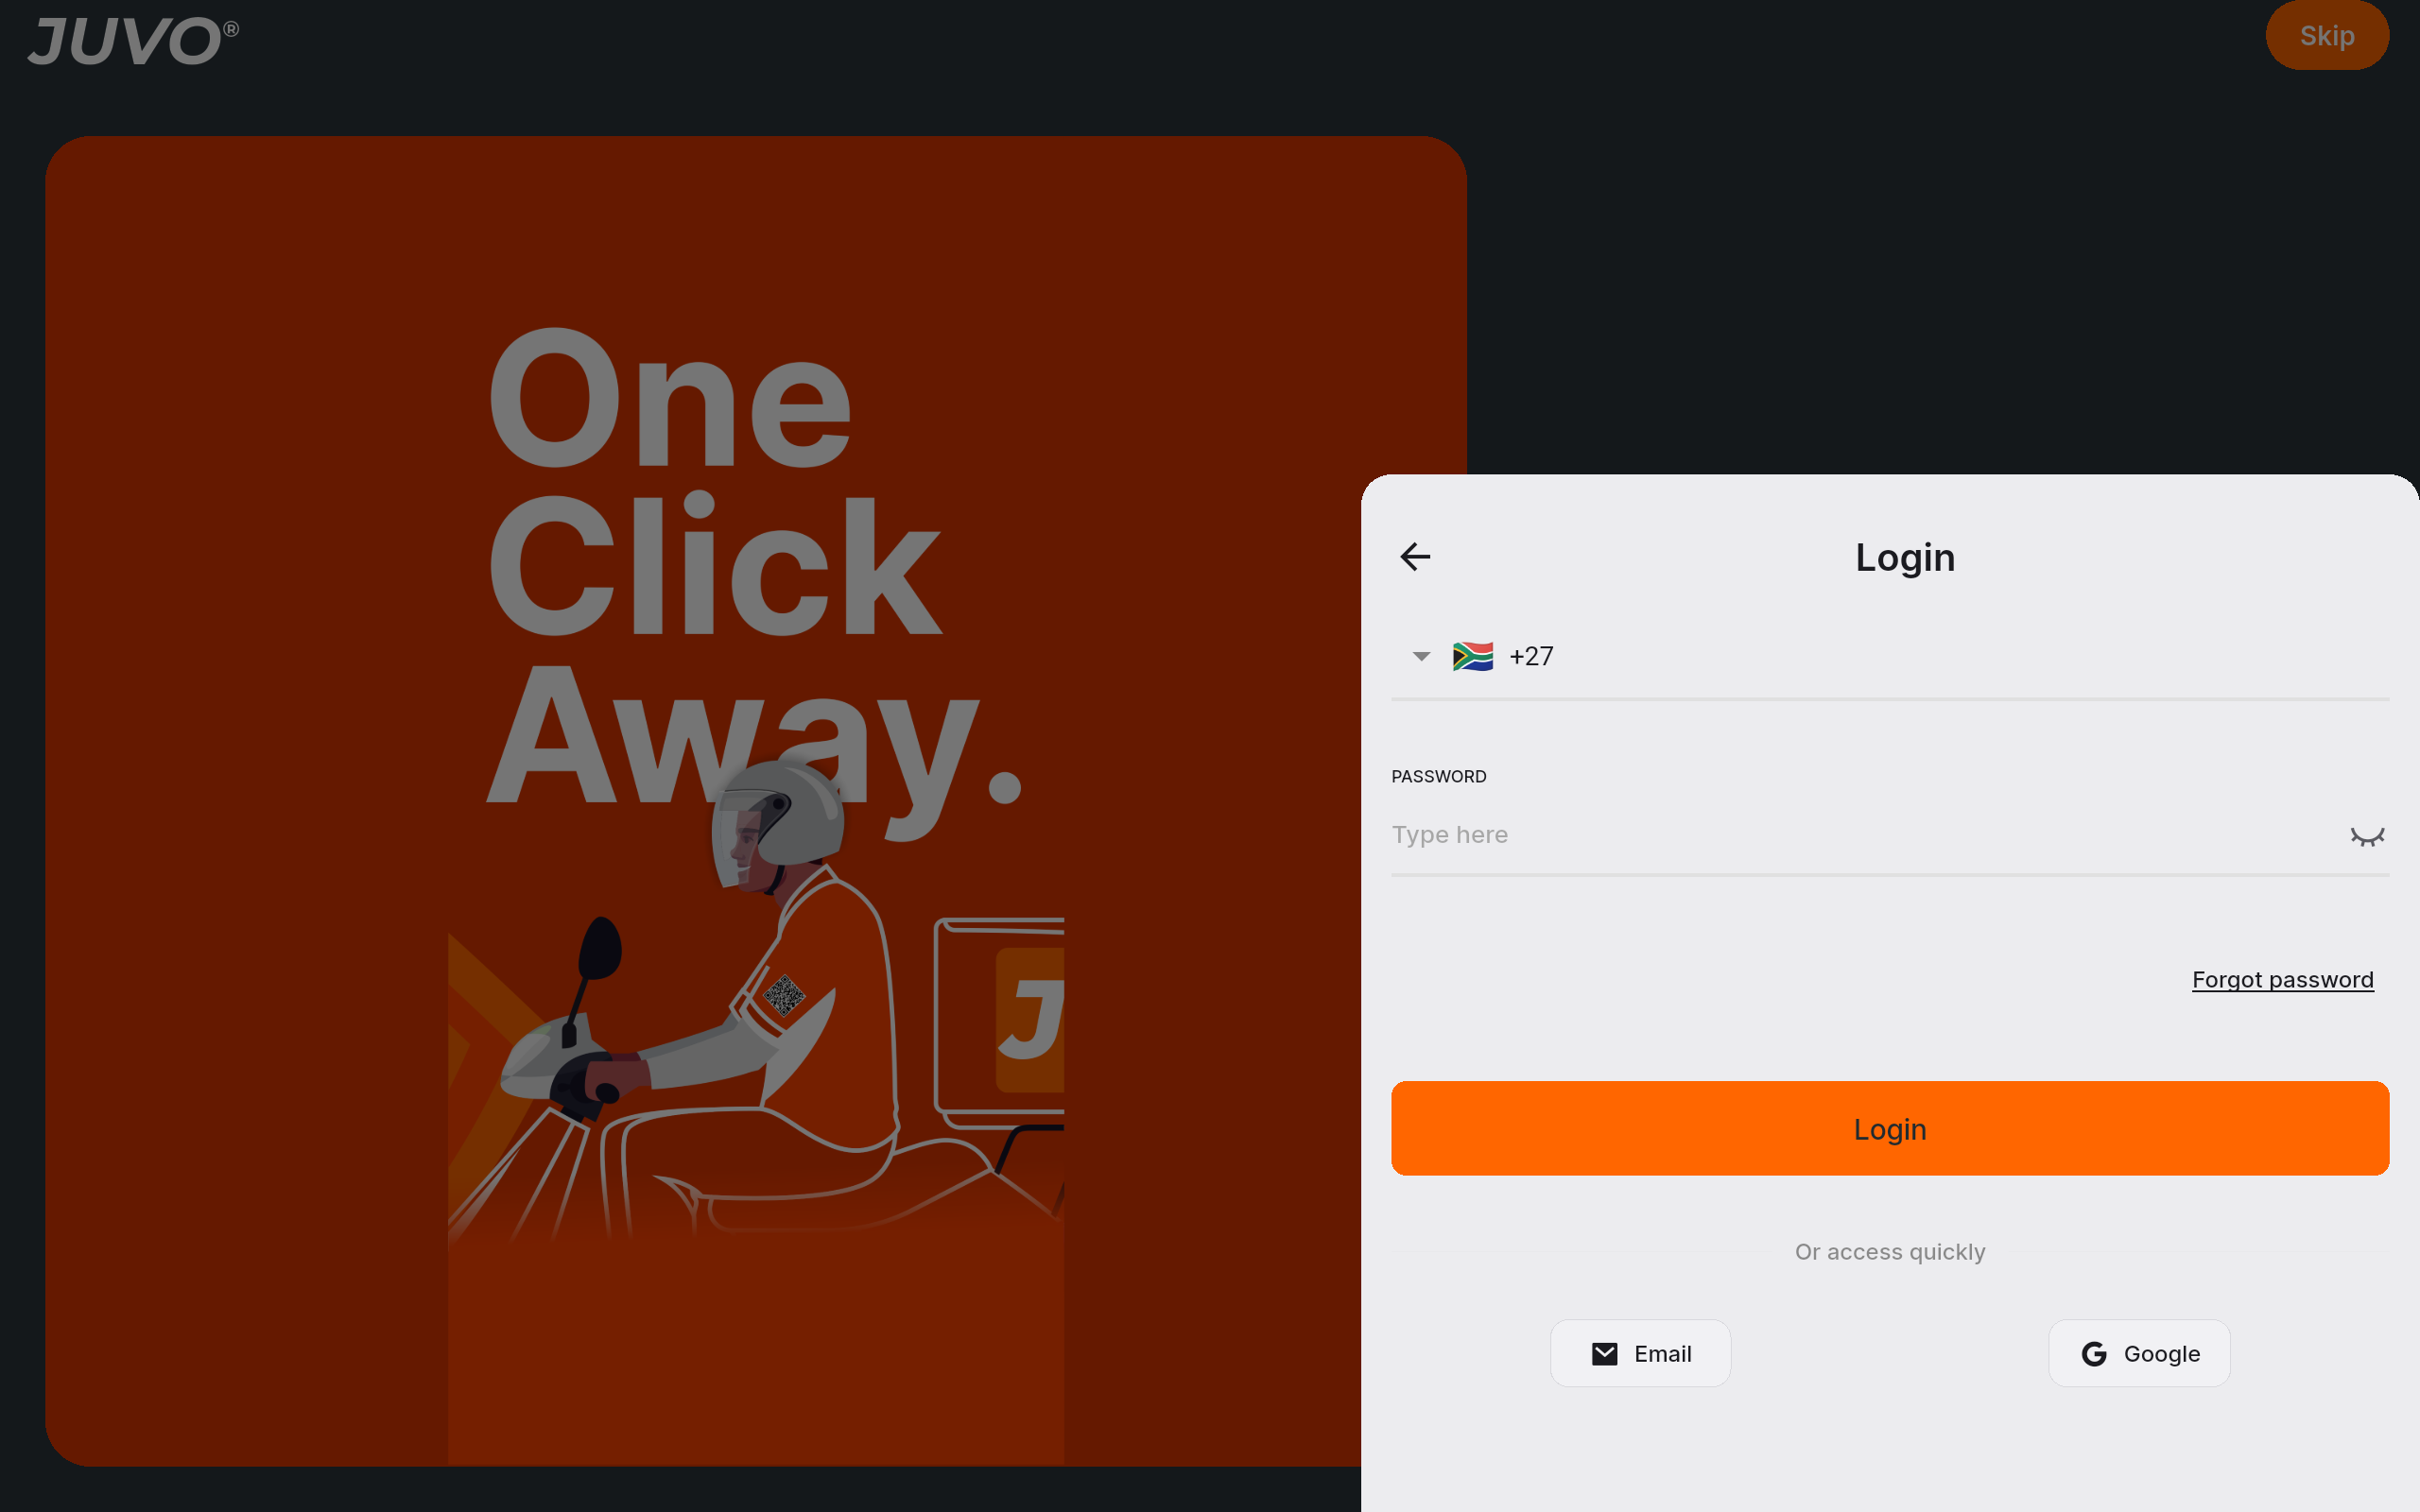 JUVO®
Skip
One
Click
Away.
J
Login
+27
PASSWORD
Type here
Forgot password
Login
Or access quickly
Email
Google